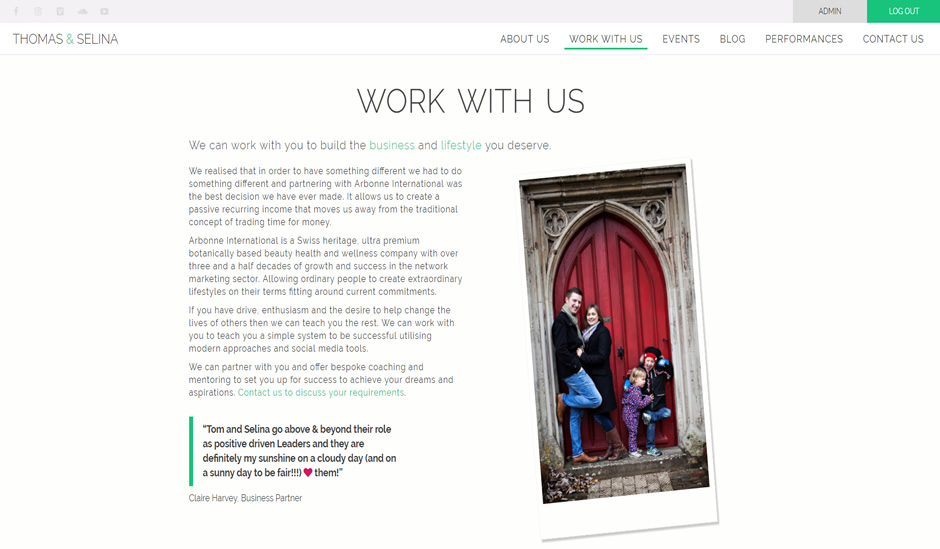 ADMIN
LOG OUT
THOMAS & SELINA
ABOUT US
WORK WITH US
EVENTS
BLOG
PERFORMANCES
CONTACT US
WORK WITH US
We can work with you to build the business and lifestyle you deserve.
We realised that in order to have something different we had to do
something different and partnering with Arbonne International was
the best decision we have ever made. It allows us to create a
passive recurring income that moves us away from the traditional
concept of trading time for money.
Arbonne International is a Swiss heritage, ultra premium
botanically based beauty health and wellness company with over
three and a half decades of growth and success in the network
marketing sector. Allowing ordinary people to create extraordinary
lifestyles on their terms fitting around current commitments.
If you have drive, enthusiasm and the desire to help change the
lives of others then we can teach you the rest. We can work with
you to teach you a simple system to be successful utilising
modern approaches and social media tools.
We can partner with you and offer bespoke coaching and
mentoring to set you up for success to achieve your dreams and
aspirations. Contact us to discuss your requirements.
“Tom and Selina go above & beyond their role
as positive driven Leaders and they are
definitely my sunshine on a cloudy day (and on
a sunny day to be fair!!!) ♥ them!”
Claire Harvey, Business Partner